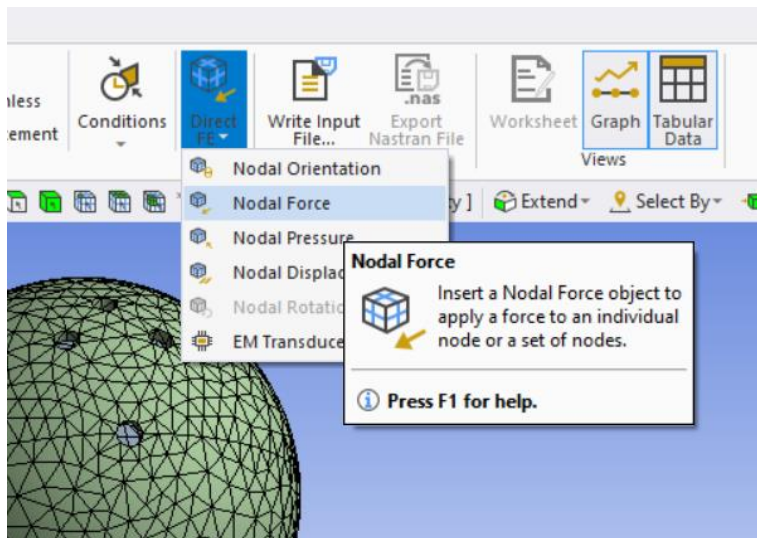 Conditions
Direct
FE
Write Input
File...
.nas
Export
Nastran File
Worksheet
Graph
Tabular
Data
Views
Nodal Orientation
Nodal Force
Extend
Select By
Nodal Pressure
Nodal Force
Insert a Nodal Force object to
apply a force to an individual
node or a set of nodes.
Press F1 for help.